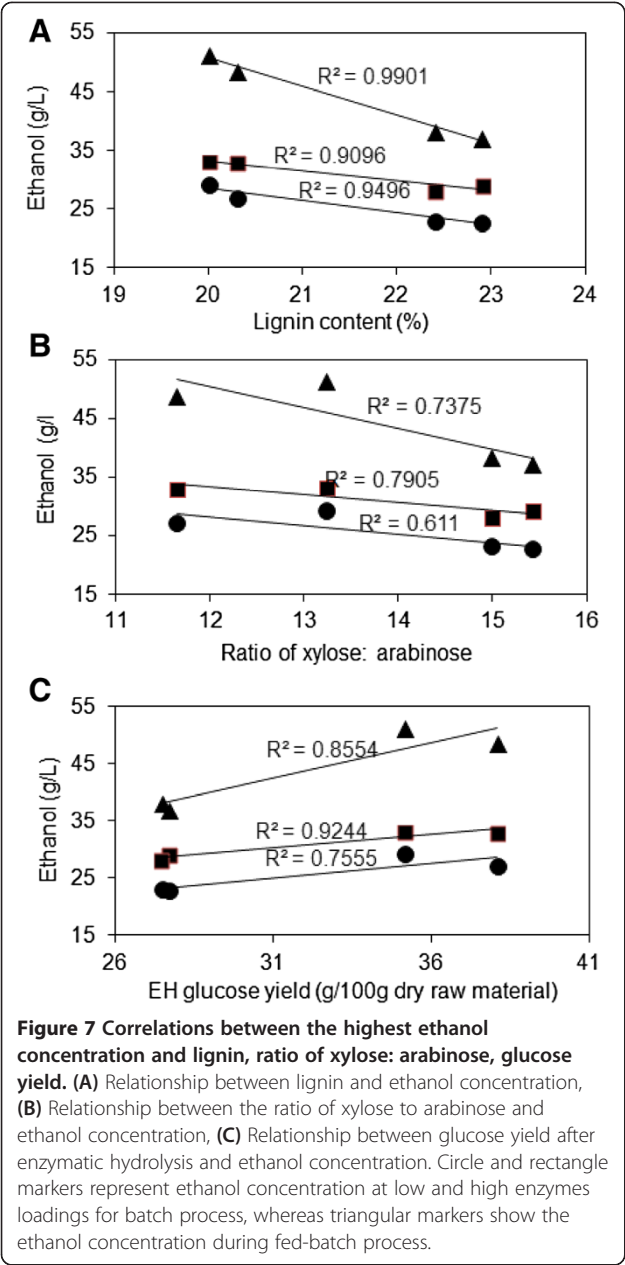 A
Ethanol (g/L)
55
45
35
25
15
R² = 0.9901
R² = 0.9096
R² = 0.9496
19 20 21 22 23 24
Lignin content (%)
B
Ethanol (g/l
55
45
35
25
15
R² = 0.7375
R² = 0.7905
R² = 0.611
11 12 13 14 15 16
Ratio of xylose: arabinose
C
Ethanol (g/L)
55
45
35
25
15
R² = 0.8554
R² = 0.9244
R² = 0.7555
26 31 36 41
EH glucose yield (g/100g dry raw material)
Figure 7 Correlations between the highest ethanol
concentration and lignin, ratio of xylose: arabinose, glucose
yield. (A) Relationship between lignin and ethanol concentration,
(B) Relationship between the ratio of xylose to arabinose and
ethanol concentration, (C) Relationship between glucose yield after
enzymatic hydrolysis and ethanol concentration. Circle and rectangle
markers represent ethanol concentration at low and high enzymes
loadings for batch process, whereas triangular markers show the
ethanol concentration during fed-batch process.